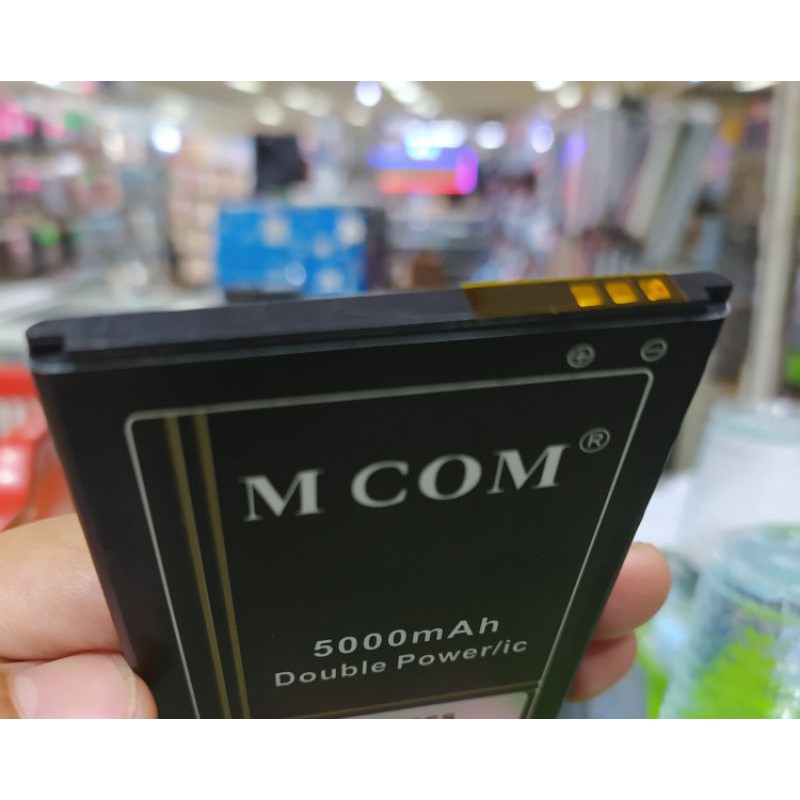 ⊕ ⊖
M COM®
5000mAh
Double Power/ic